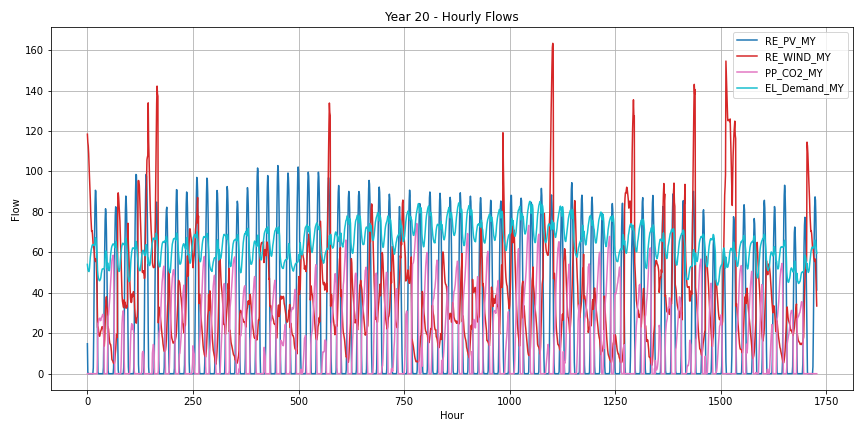 Year 20 - Hourly Flows
RE_PV_MY
RE_WIND_MY
PP_CO2_MY
EL_Demand_MY
Flow
160
140
120
100
80
60
40
20
0
0 250 500 750 1000 1250 1500 1750
Hour